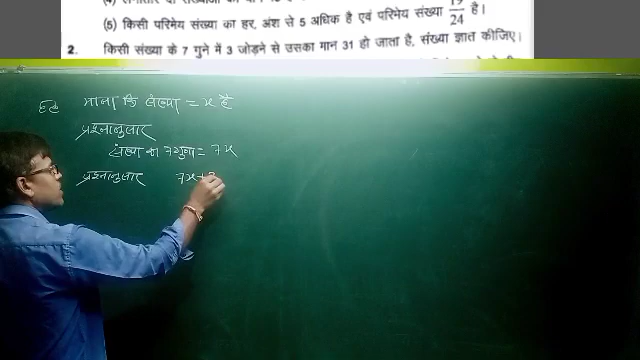 19
(5) किसी परिमेय संख्या का हर, अंश से 5 अधिक है एवं परिमेय संख्या 19/24 है।
2. किसी संख्या के 7 गुने में 3 जोड़ने से उसका मान 31 हो जाता है, संख्या ज्ञात कीजिए।
माना कि संख्या = x है
प्रश्नानुसार
संख्या का 7 गुना = 7x
प्रश्नानुसार 7x+3